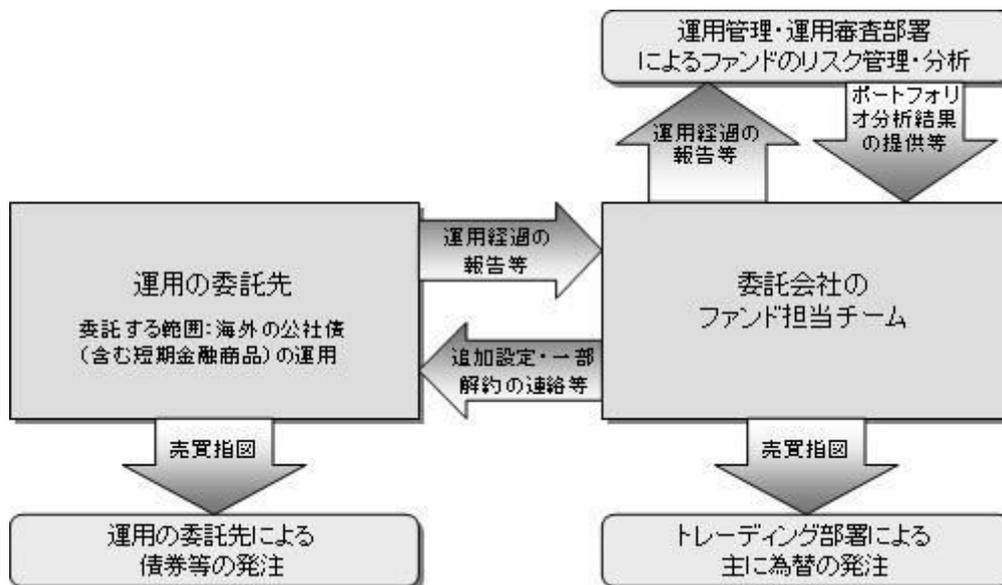 運用管理・運用審査部署
によるファンドのリスク管理・分析
運用経過の
報告等
ポートフォリ
オ分析結果
の提供等
運用の委託先
委託する範囲：海外の公社債
（含む短期金融商品）の運用
運用経過の
報告等
追加設定・一部
解約の連絡等
委託会社の
ファンド担当チーム
売買指図
売買指図
運用の委託先による
債券等の発注
トレーディング部署による
主に為替の発注